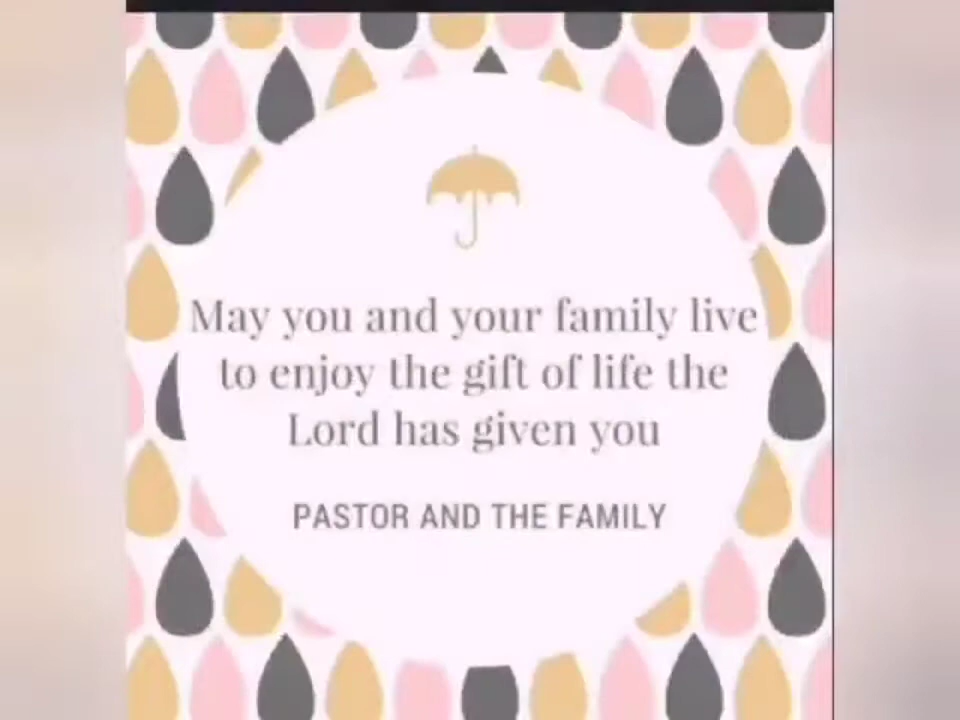 May you and your family live
to enjoy the gift of life the
Lord has given you
PASTOR AND THE FAMILY